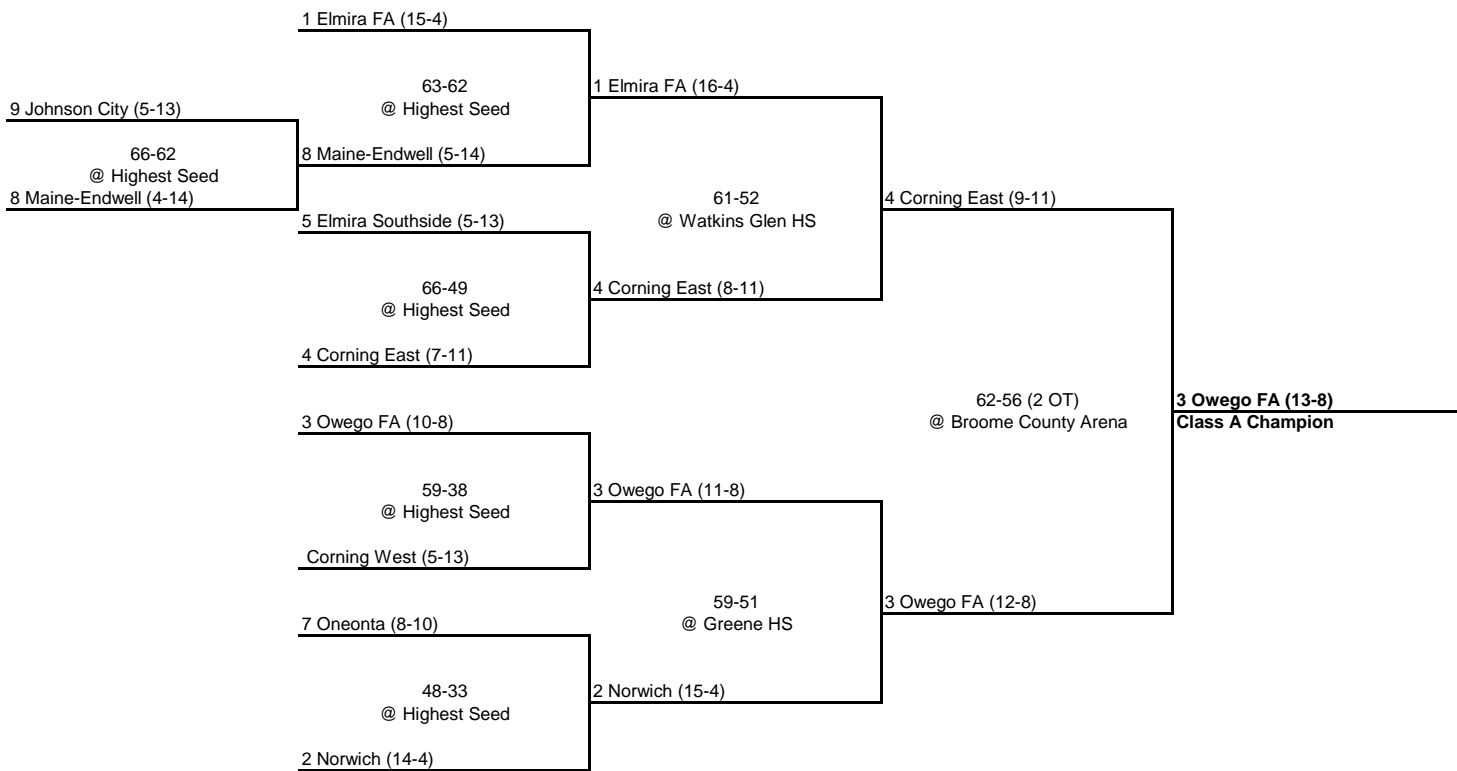 1 Elmira FA (15-4)
63-62
@ Highest Seed
1 Elmira FA (16-4)
9 Johnson City (5-13)
66-62
@ Highest Seed
8 Maine-Endwell (5-14)
8 Maine-Endwell (4-14)
61-52
@ Watkins Glen HS
4 Corning East (9-11)
5 Elmira Southside (5-13)
66-49
@ Highest Seed
4 Corning East (8-11)
4 Corning East (7-11)
62-56 (2 OT)
@ Broome County Arena
3 Owego FA (13-8)
Class A Champion
3 Owego FA (10-8)
59-38
@ Highest Seed
3 Owego FA (11-8)
Corning West (5-13)
59-51
@ Greene HS
3 Owego FA (12-8)
7 Oneonta (8-10)
48-33
@ Highest Seed
2 Norwich (15-4)
2 Norwich (14-4)